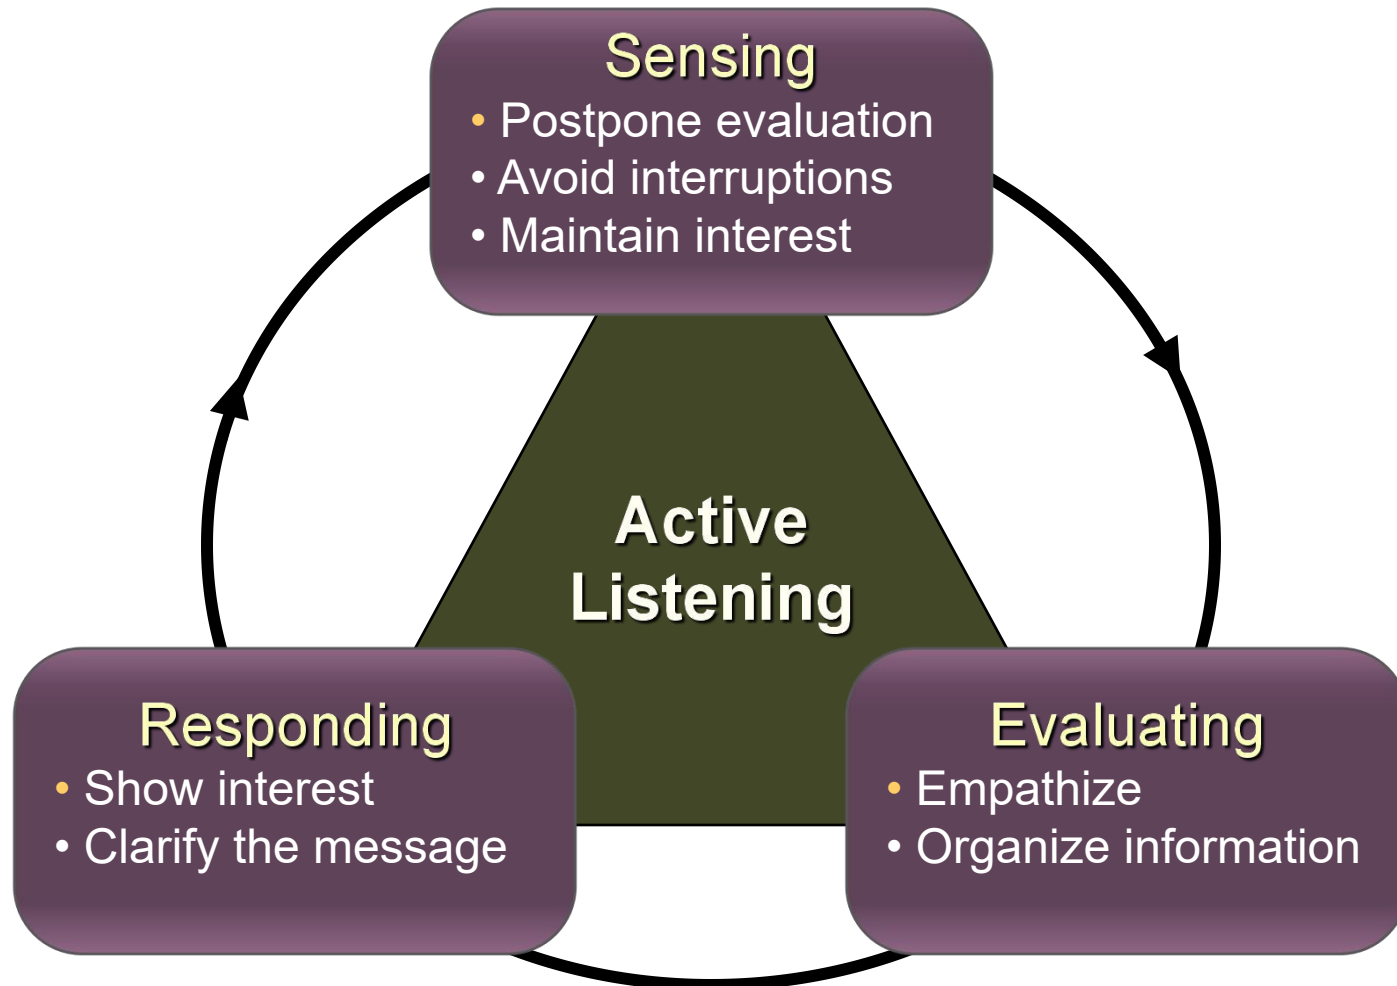 Sensing
• Postpone evaluation
• Avoid interruptions
• Maintain interest
Active
Listening
Responding
• Show interest
• Clarify the message
Evaluating
• Empathize
• Organize information